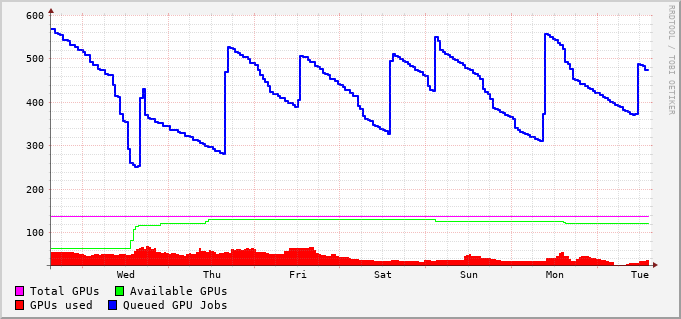 600
500
400
300
200
100
Wed Thu Fri Sat Sun Mon Tue
Total GPUs Available GPUs
GPUs used Queued GPU Jobs
RRDTOOL / TOBI OETIKER